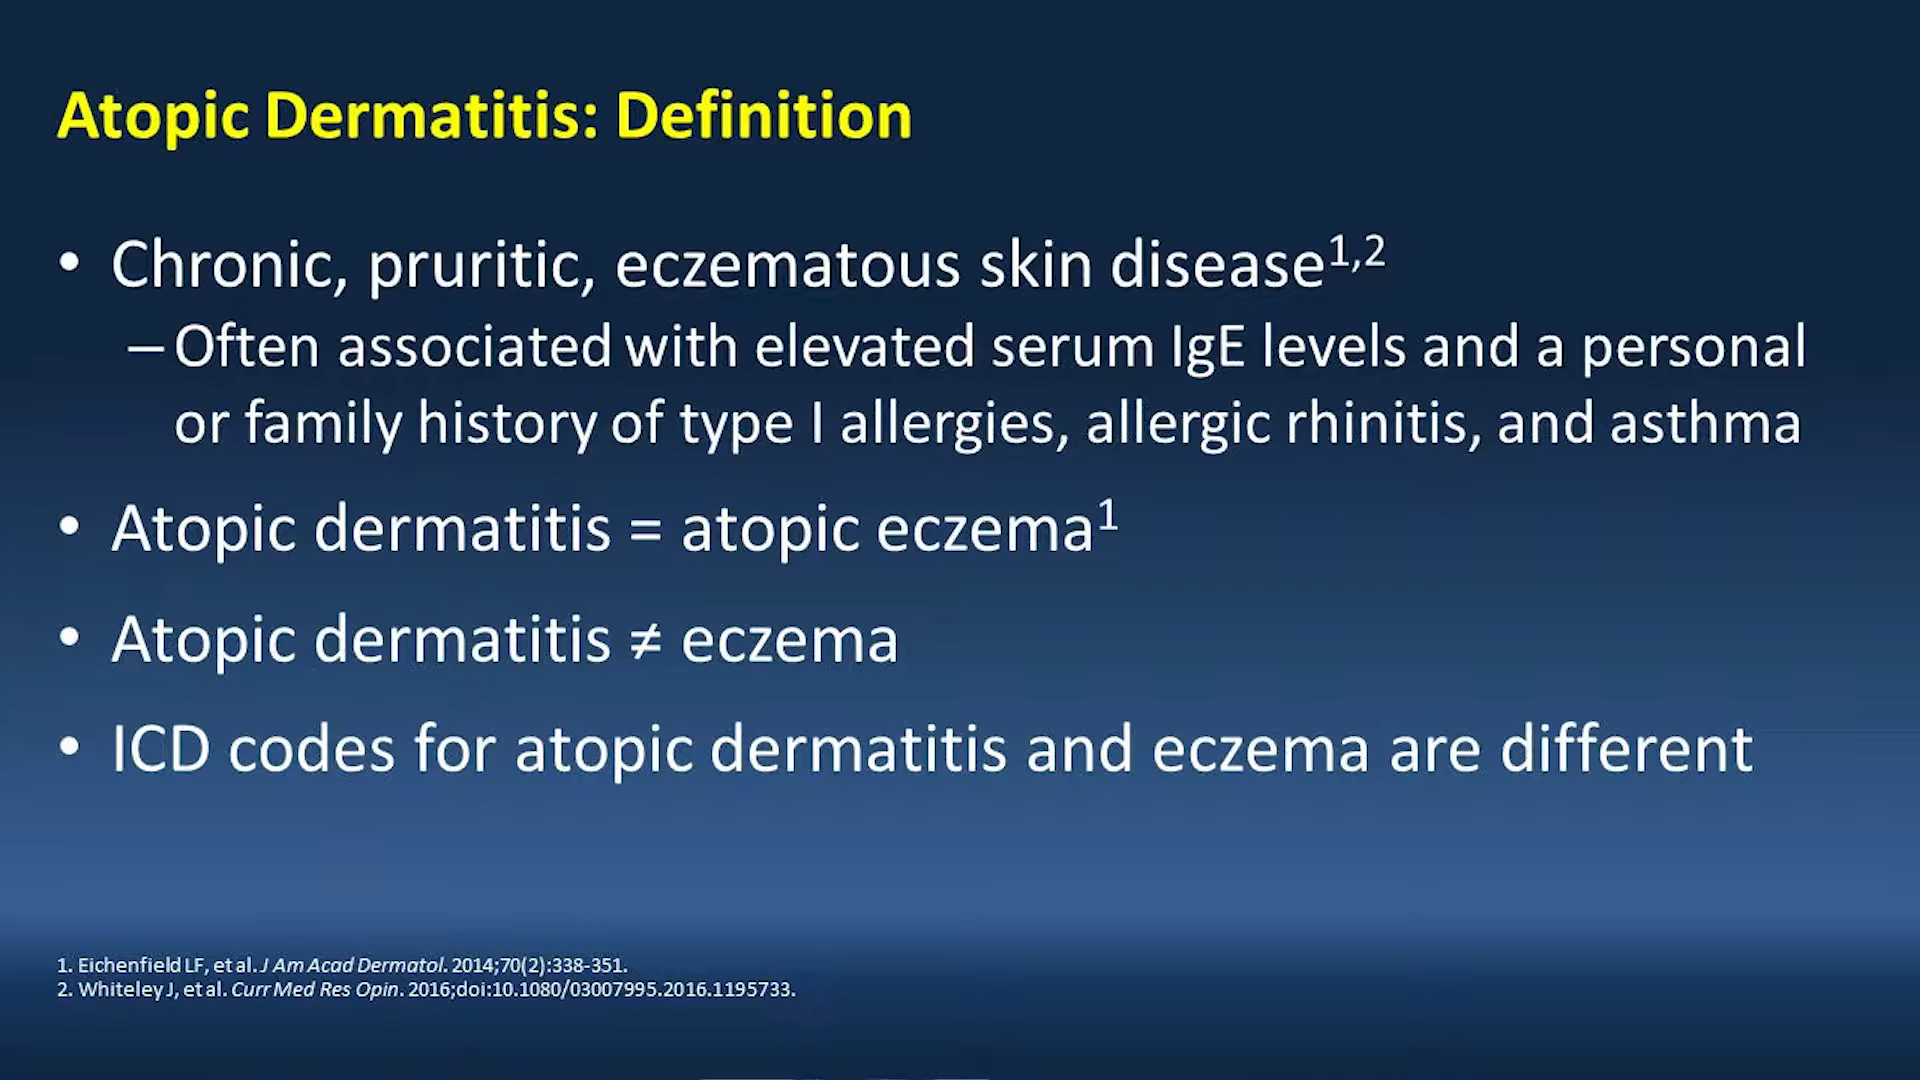 Atopic Dermatitis: Definition
• Chronic, pruritic, eczematous skin disease1,2
– Often associated with elevated serum IgE levels and a personal
or family history of type I allergies, allergic rhinitis, and asthma
• Atopic dermatitis = atopic eczema1
• Atopic dermatitis ≠ eczema
• ICD codes for atopic dermatitis and eczema are different
1. Eichenfield LF, et al. J Am Acad Dermatol. 2014;70(2):338-351.
2. Whiteley J, et al. Curr Med Res Opin. 2016;doi:10.1080/03007995.2016.1195733.